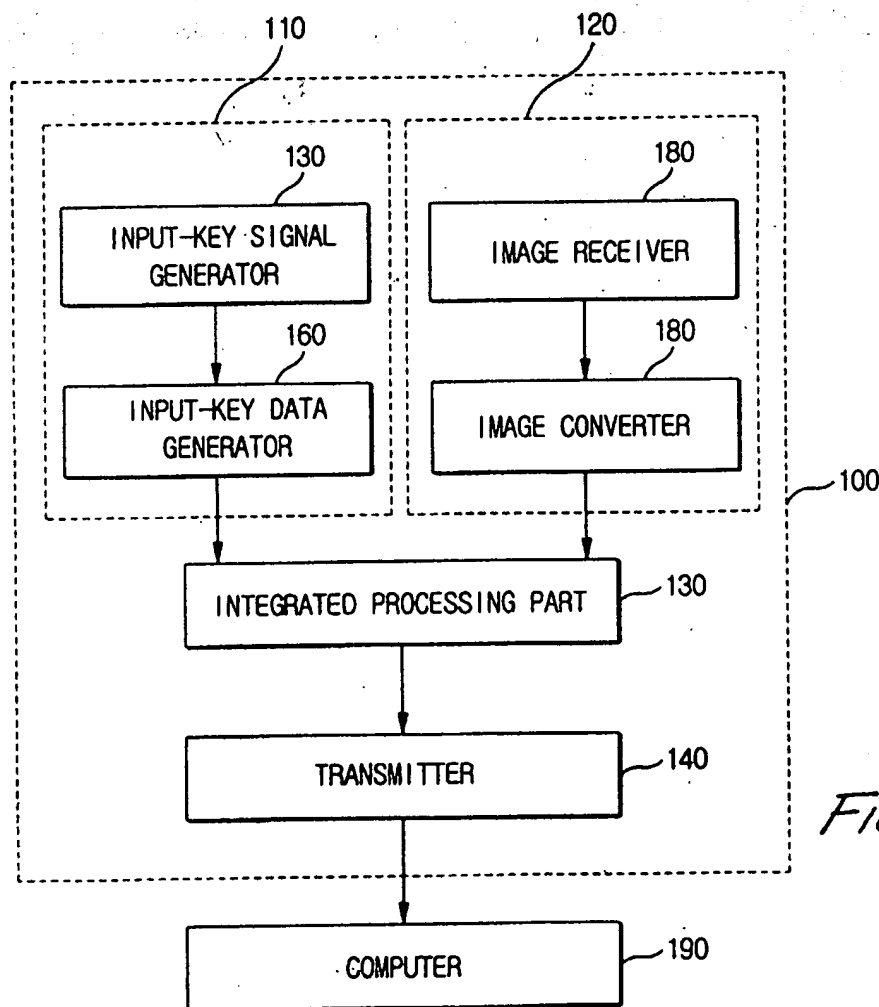 110
120
130
INPUT-KEY SIGNAL
GENERATOR
180
IMAGE RECEIVER
160
INPUT-KEY DATA
GENERATOR
180
IMAGE CONVERTER
100
INTEGRATED PROCESSING PART
130
TRANSMITTER
140
COMPUTER
190